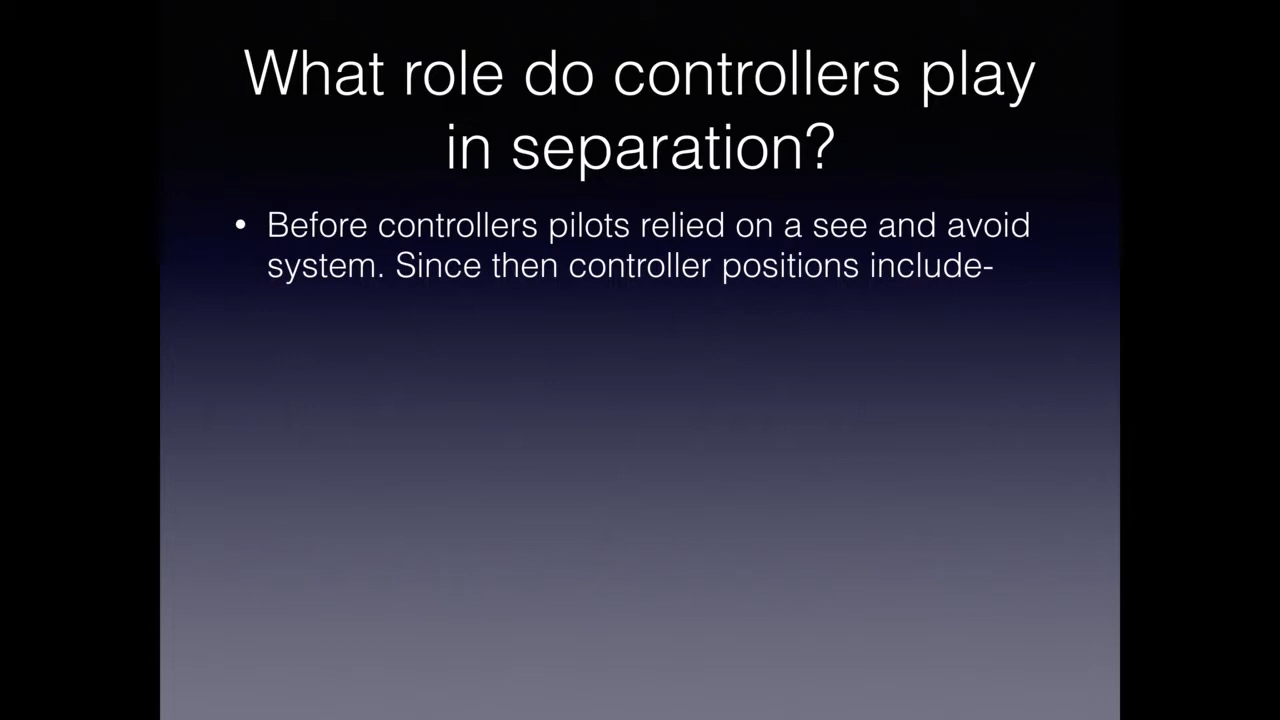 What role do controllers play
in separation?
• Before controllers pilots relied on a see and avoid
system. Since then controller positions include-